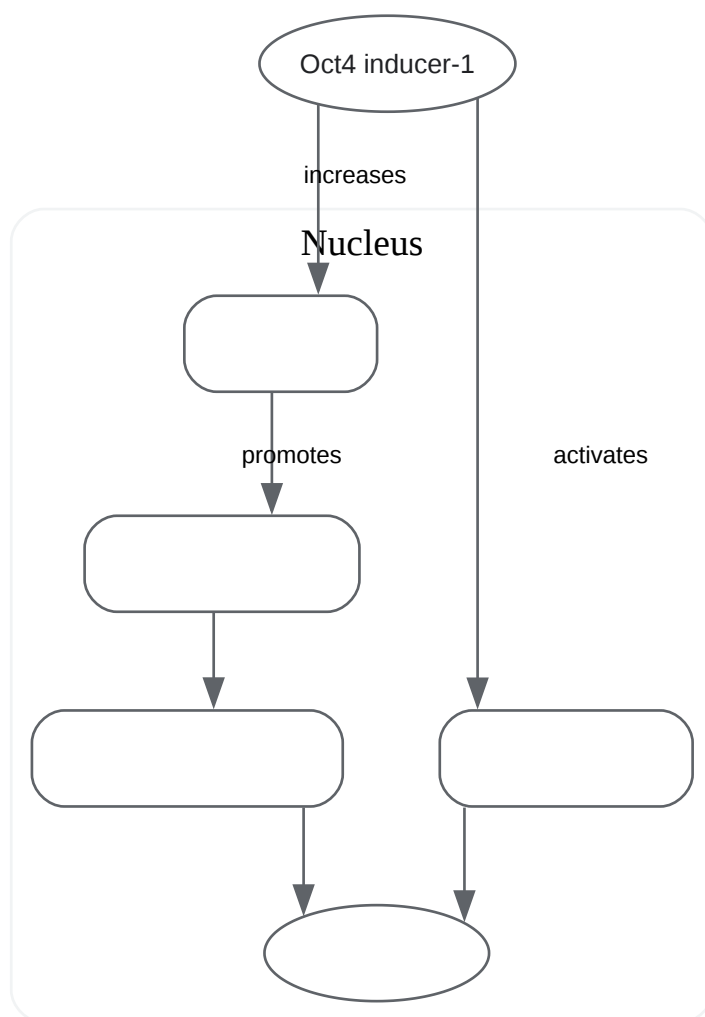 Oct4 inducer-1
increases
Nucleus
promotes
activates